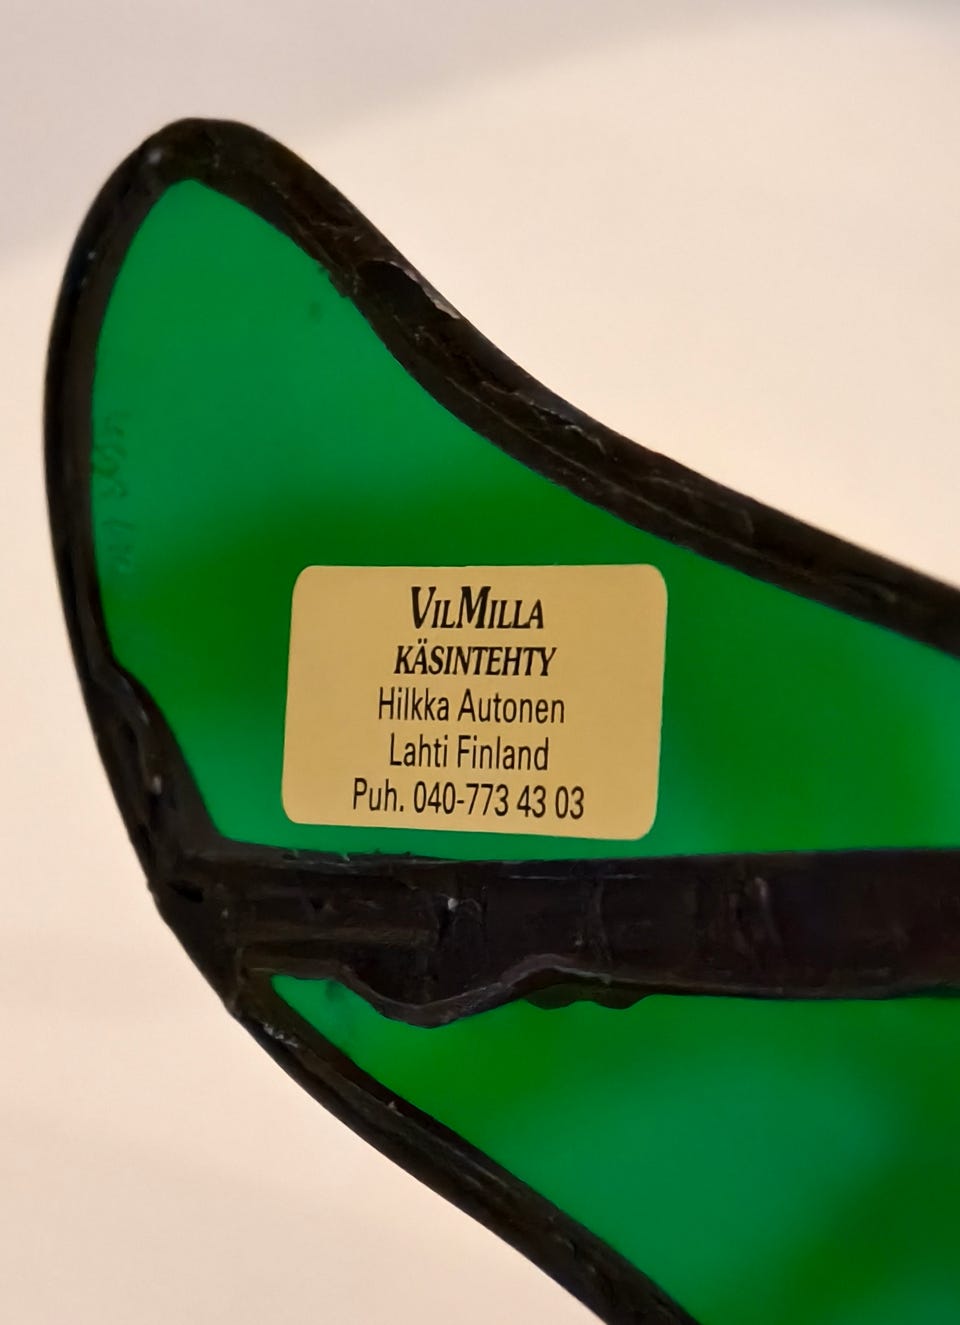 VILMILLA
KÄSINTEHTY
Hilkka Autonen
Lahti Finland
Puh. 040-773 43 03